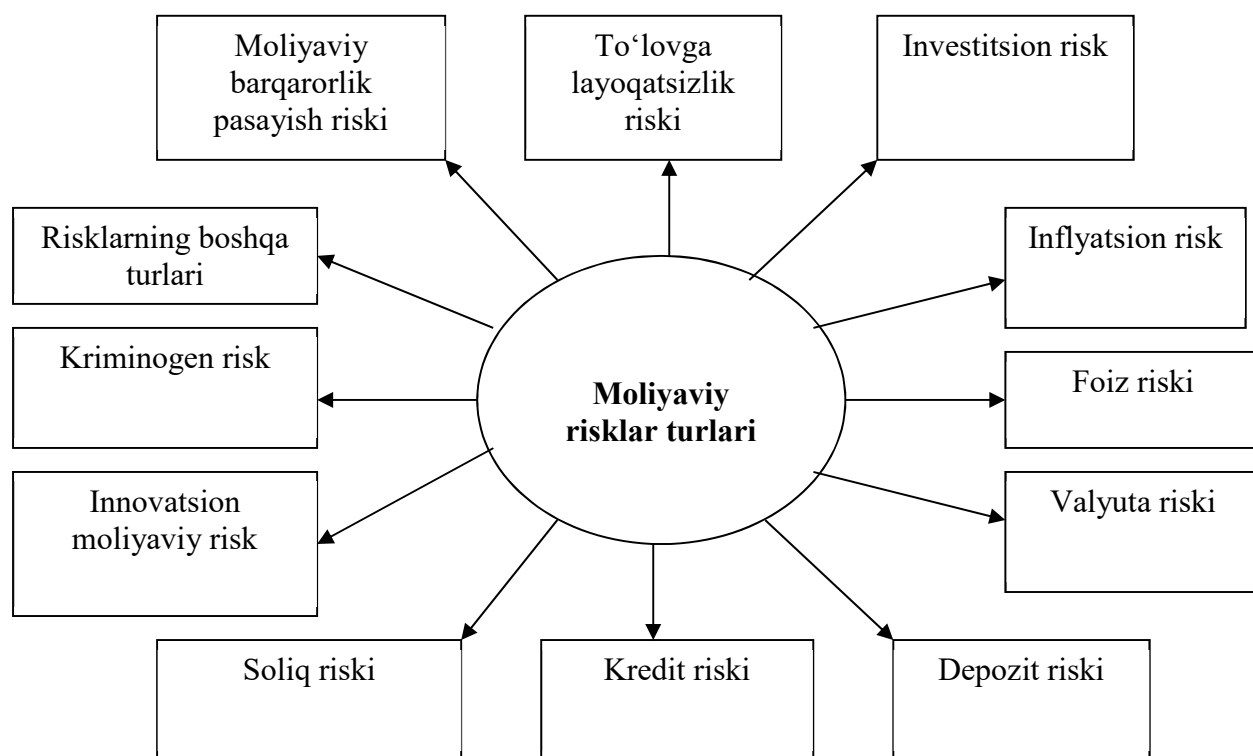 Moliyaviy
barqarorlik
pasayish riski
To‘lovga
layoqatsizlik
riski
Investitsion risk
Risklarning boshqa
turlari
Inflyatsion risk
Kriminogen risk
Moliyaviy
risklar turlari
Foiz riski
Innovatsion
moliyaviy risk
Valyuta riski
Soliq riski
Kredit riski
Depozit riski